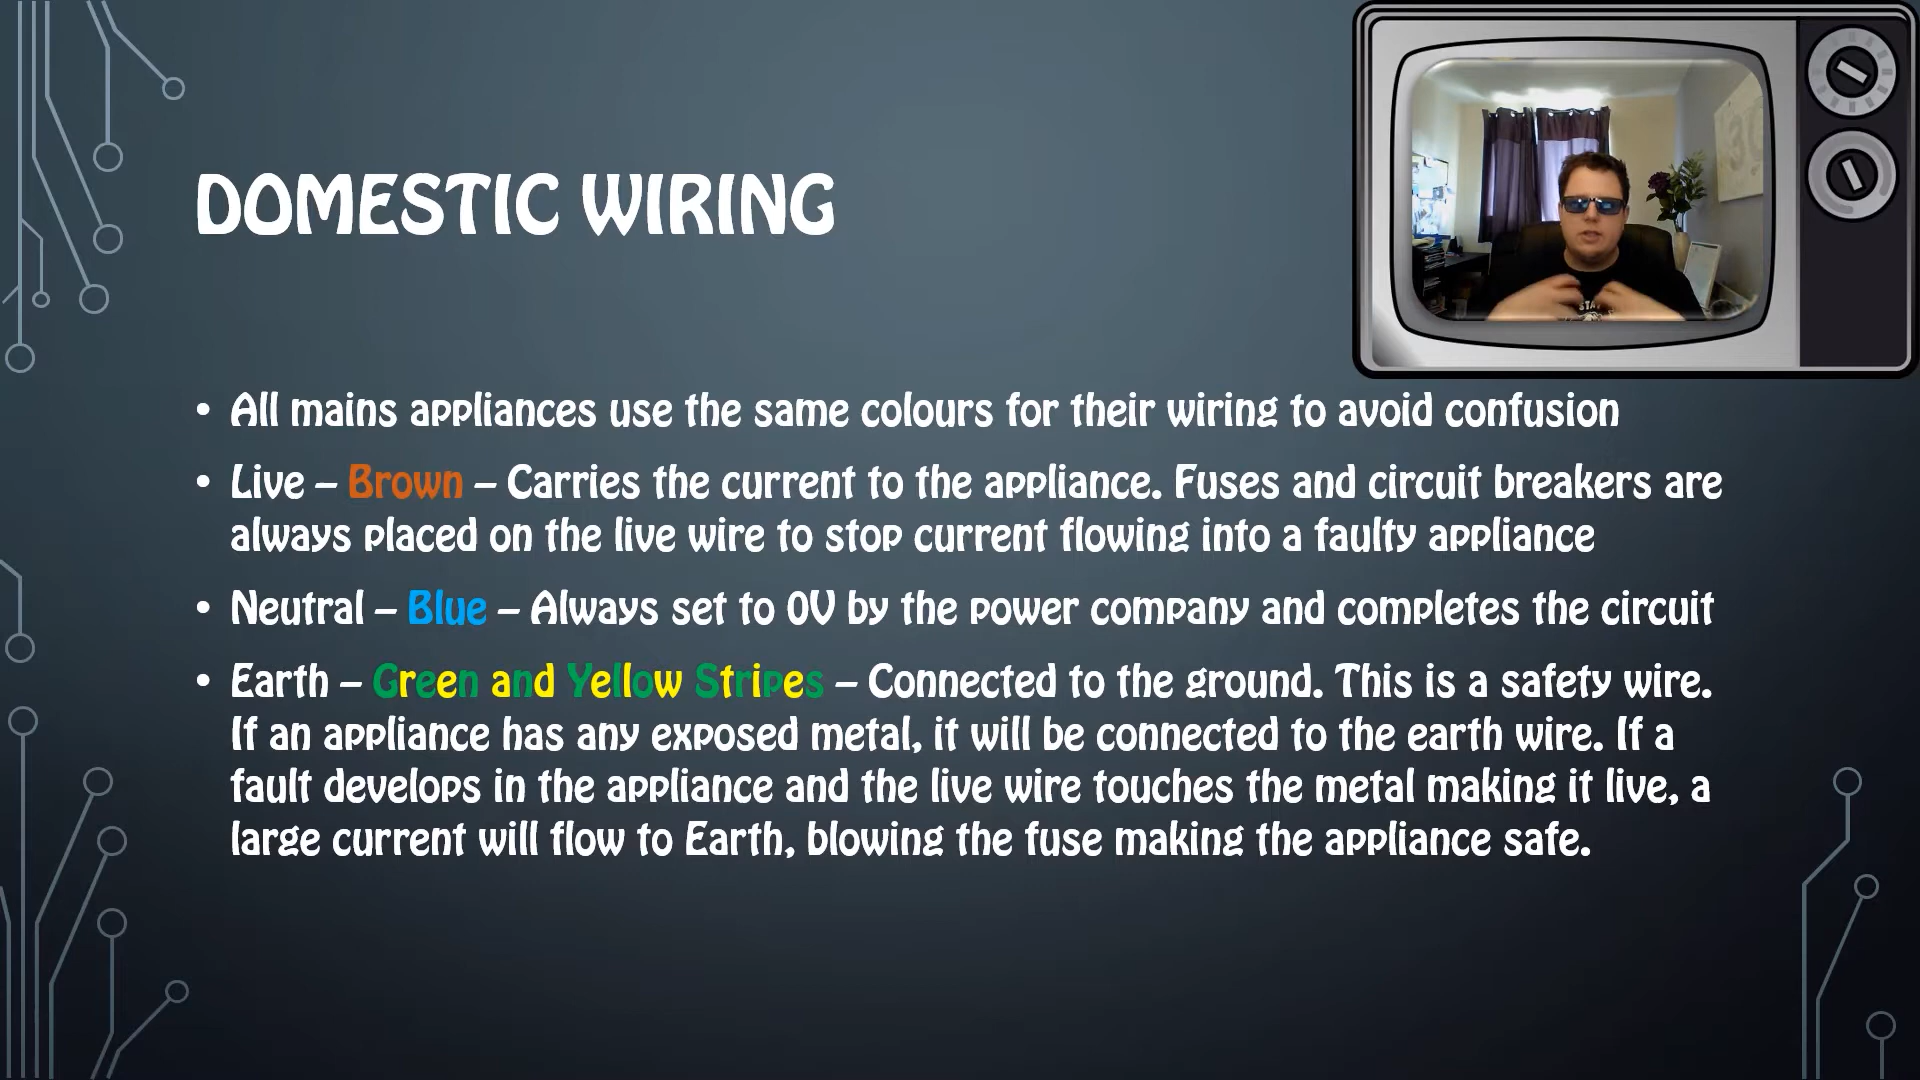 DOMESTIC WIRING
• All mains appliances use the same colours for their wiring to avoid confusion
• Live – Brown – Carries the current to the appliance. Fuses and circuit breakers are
always placed on the live wire to stop current flowing into a faulty appliance
• Neutral – Blue – Always set to 0V by the power company and completes the circuit
• Earth – Green and Yellow Stripes – Connected to the ground. This is a safety wire.
If an appliance has any exposed metal, it will be connected to the earth wire. If a
fault develops in the appliance and the live wire touches the metal making it live, a
large current will flow to Earth, blowing the fuse making the appliance safe.